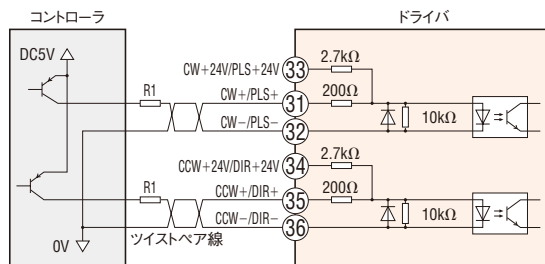 コントローラ
ドライバ
DC5V
R1
CW+24V/PLS+24V
33
2.7kΩ
CW+/PLS+
31
200Ω
CW−/PLS−
32
10kΩ
CCW+24V/DIR+24V
34
2.7kΩ
R1
CCW+/DIR+
35
200Ω
CCW−/DIR−
36
10kΩ
0V
ツイストペア線